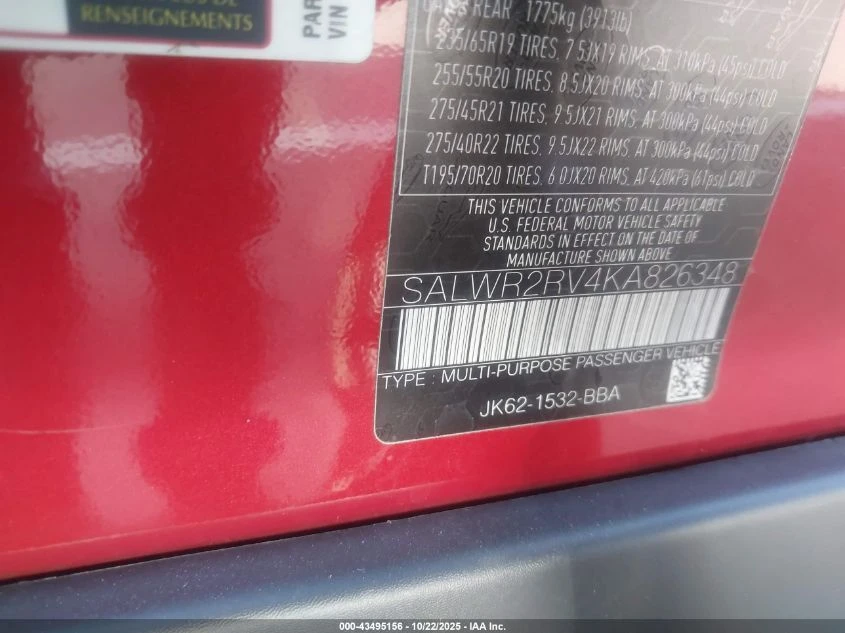 RENSEIGNEMENTS
PAR
VIN
REAR 1775kg (3913lb)
235/65R19 TIRES, 7.5JX19 RIMS, AT 310kPa (45psi) COLD
255/55R20 TIRES, 8.5JX20 RIMS, AT 300kPa (44psi) COLD
275/45R21 TIRES, 9.5JX21 RIMS, AT 300kPa (44psi) COLD
275/40R22 TIRES, 9.5JX22 RIMS, AT 300kPa (44psi) COLD
T195/70R20 TIRES, 6.0JX20 RIMS, AT 420kPa (61psi) COLD
THIS VEHICLE CONFORMS TO ALL APPLICABLE
U.S. FEDERAL MOTOR VEHICLE SAFETY
STANDARDS IN EFFECT ON THE DATE OF
MANUFACTURE SHOWN ABOVE
SALWR2RV4KA826348
TYPE : MULTI-PURPOSE PASSENGER VEHICLE
JK62-1532-BBA
000-43495156 - 10/22/2025 - IAA Inc.